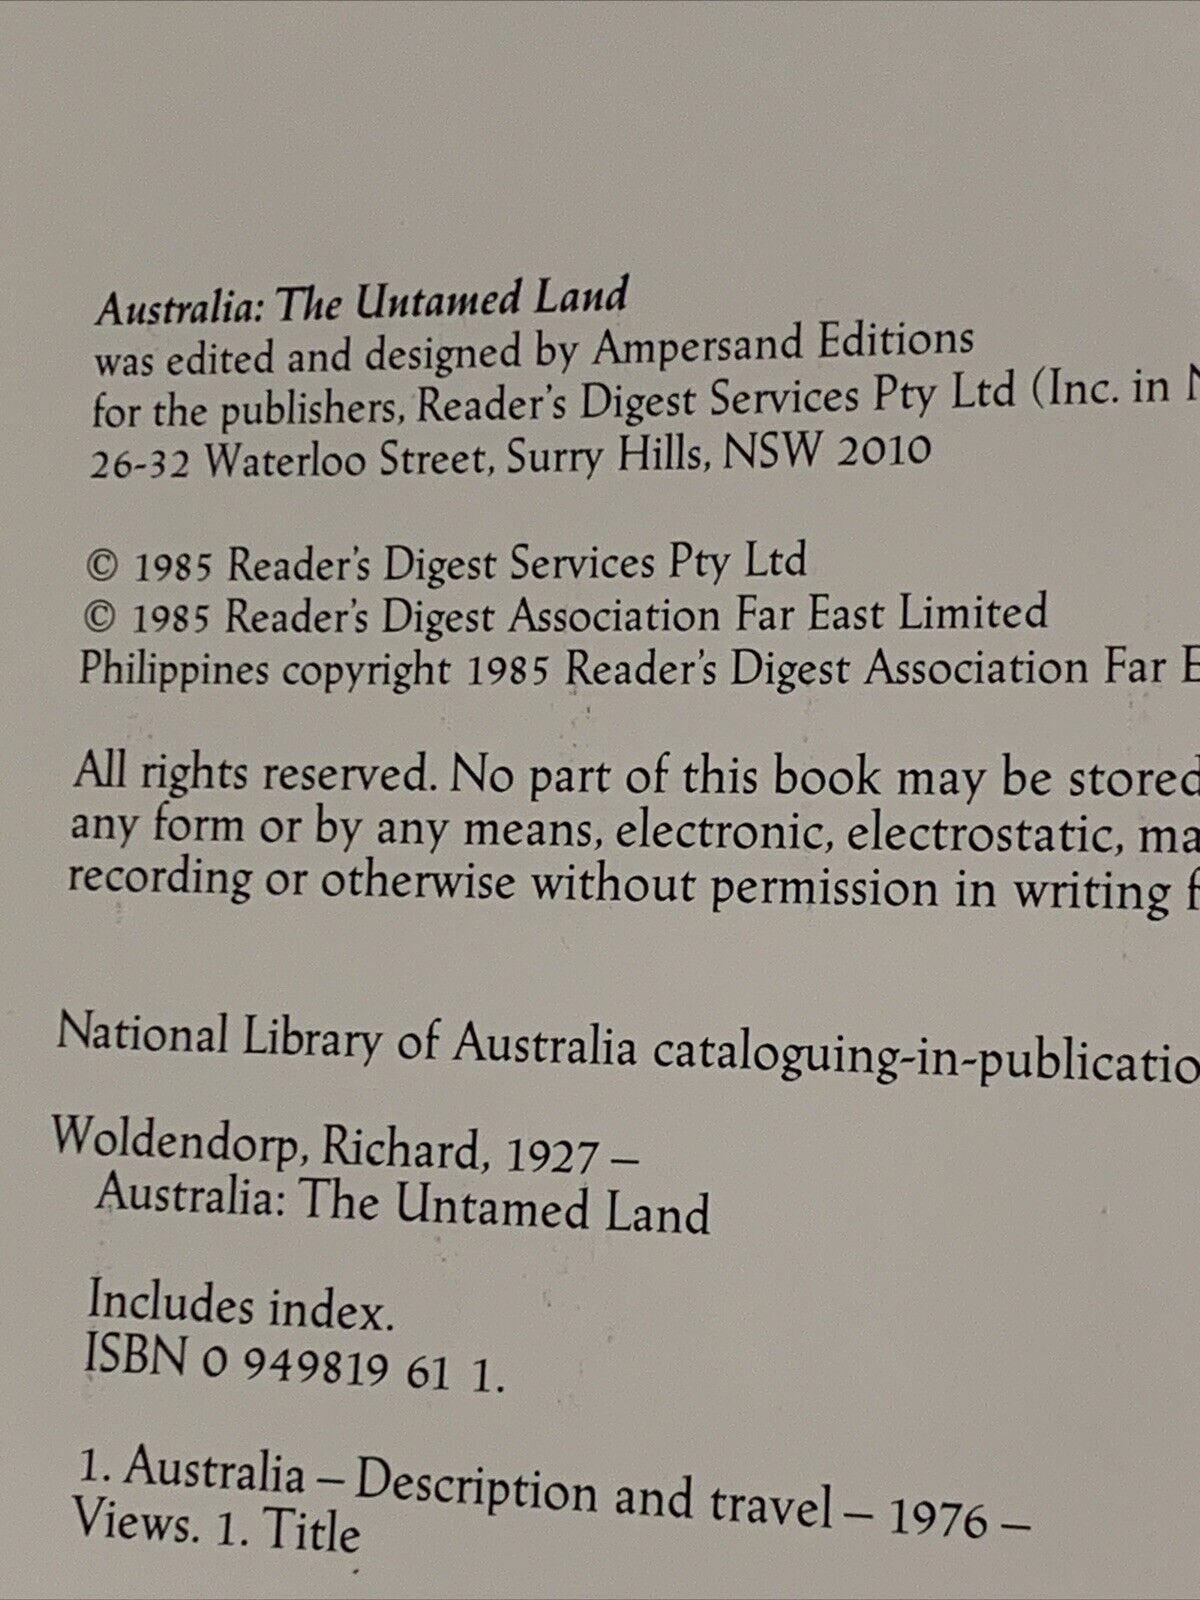 Australia: The Untamed Land
was edited and designed by Ampersand Editions
for the publishers, Reader's Digest Services Pty Ltd (Inc. in
26-32 Waterloo Street, Surry Hills, NSW 2010
© 1985 Reader's Digest Services Pty Ltd
© 1985 Reader's Digest Association Far East Limited
Philippines copyright 1985 Reader's Digest Association Far
All rights reserved. No part of this book may be stored
any form or by any means, electronic, electrostatic,
recording or otherwise without permission in writing
National Library of Australia
Woldendorp, Richard, 1927 –
Australia: The Untamed Land
Includes index.
ISBN 0 949819 61 1.
1. Australia – Description and travel – 1976 –
Views. 1. Title